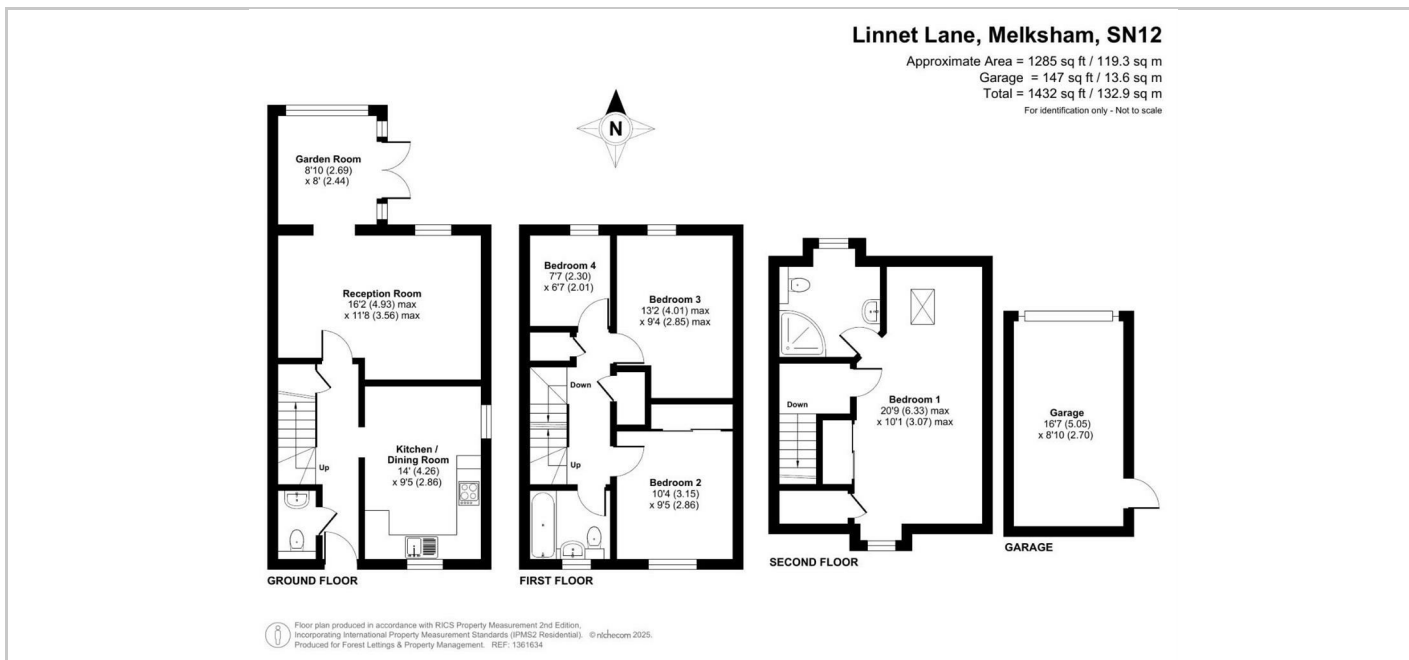 Linnet Lane, Melksham, SN12
Approximate Area = 1285 sq ft / 119.3 sq m
Garage = 147 sq ft / 13.6 sq m
Total = 1432 sq ft / 132.9 sq m
For identification only - Not to scale
N
Garden Room
8'10 (2.69)
x 8' (2.44)
Reception Room
16'2 (4.93) max
x 11'8 (3.56) max
Up
Kitchen /
Dining Room
14' (4.26)
x 9'5 (2.86)
GROUND FLOOR
Bedroom 4
7'7 (2.30)
x 6'7 (2.01)
Bedroom 3
13'2 (4.01) max
x 9'4 (2.85) max
Down
Up
Bedroom 2
10'4 (3.15)
x 9'5 (2.86)
FIRST FLOOR
Down
Bedroom 1
20'9 (6.33) max
x 10'1 (3.07) max
SECOND FLOOR
Garage
16'7 (5.05)
x 8'10 (2.70)
GARAGE
Floor plan produced in accordance with RICS Property Measurement 2nd Edition,
Incorporating International Property Measurement Standards (IPMS2 Residential). © nichecom 2025.
Produced for Forest Lettings & Property Management. REF: 1361634